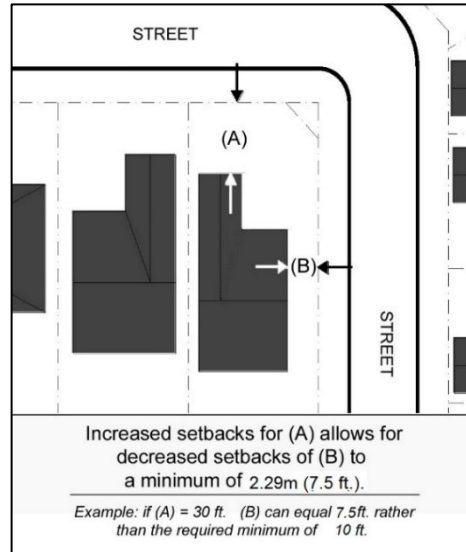 STREET
(A)
(B)
STREET
Increased setbacks for (A) allows for
decreased setbacks of (B) to
a minimum of 2.29m (7.5 ft.).
Example: if (A) = 30 ft. (B) can equal 7.5ft. rather
than the required minimum of 10 ft.